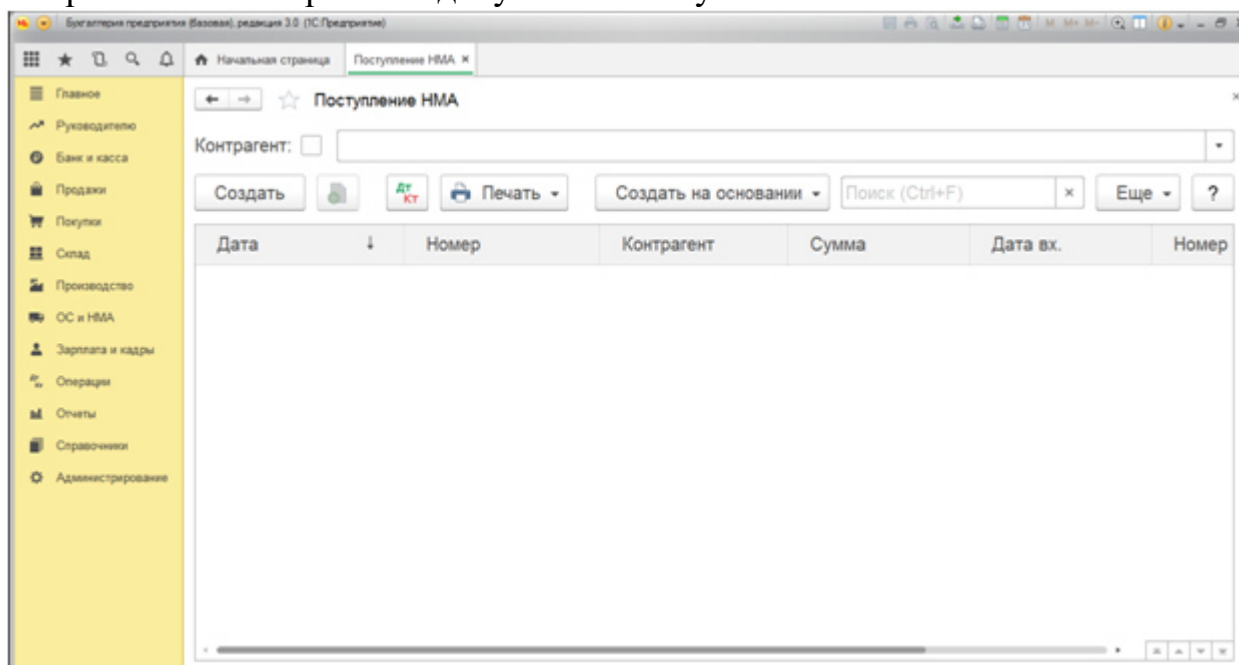 Бухгалтерия предприятия (базовая), редакция 3.0 (1С:Предприятие)
M M+ M-
Начальная страница Поступление НМА ×
Главное
Руководителю
Банк и касса
Продажи
Покупки
Склад
Производство
ОС и НМА
Зарплата и кадры
Операции
Отчеты
Справочники
Администрирование
Поступление НМА
Контрагент:
Создать Дт Кт Печать Создать на основании Поиск (Ctrl+F) × Еще ?
Дата ↓ Номер Контрагент Сумма Дата вх. Номер